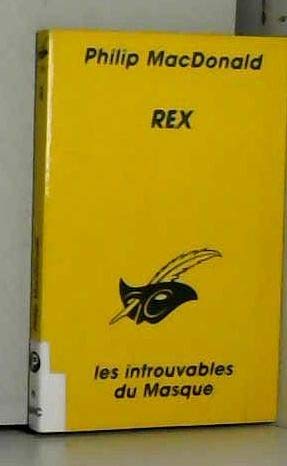 Philip MacDonald
REX
les introuvables
du Masque